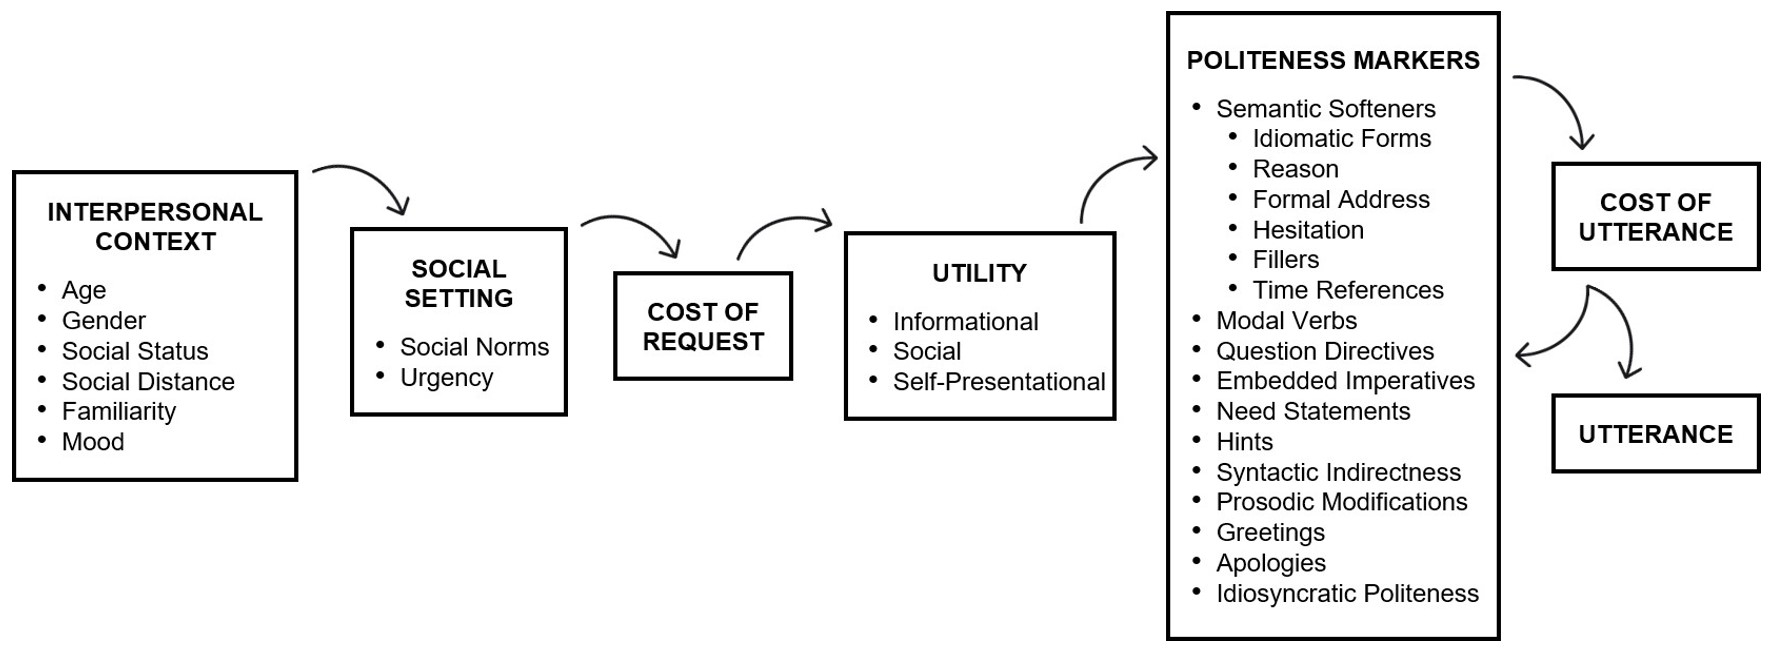 INTERPERSONAL
CONTEXT
• Age
• Gender
• Social Status
• Social Distance
• Familiarity
• Mood
SOCIAL
SETTING
• Social Norms
• Urgency
COST OF
REQUEST
UTILITY
• Informational
• Social
• Self-Presentational
POLITENESS MARKERS
• Semantic Softeners
• Idiomatic Forms
• Reason
• Formal Address
• Hesitation
• Fillers
• Time References
• Modal Verbs
• Question Directives
• Embedded Imperatives
• Need Statements
• Hints
• Syntactic Indirectness
• Prosodic Modifications
• Greetings
• Apologies
• Idiosyncratic Politeness
COST OF
UTTERANCE
UTTERANCE